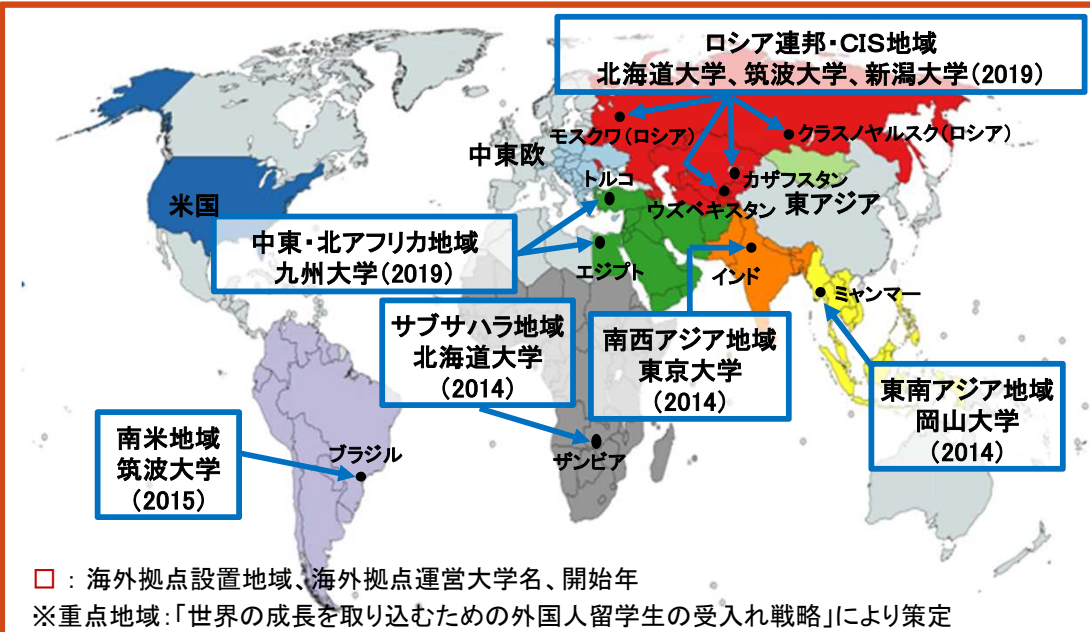 ロシア連邦・CIS地域
北海道大学、筑波大学、新潟大学(2019)
モスクワ(ロシア)
クラスノヤルスク(ロシア)
中東欧
トルコ
カザフスタン
米国
ウズベキスタン
東アジア
中東・北アフリカ地域
九州大学(2019)
エジプト
インド
ミャンマー
サブサハラ地域
北海道大学
(2014)
南西アジア地域
東京大学
(2014)
東南アジア地域
岡山大学
(2014)
南米地域
筑波大学
(2015)
ブラジル
ザンビア
□ : 海外拠点設置地域、海外拠点運営大学名、開始年
※重点地域:「世界の成長を取り込むための外国人留学生の受入れ戦略」により策定